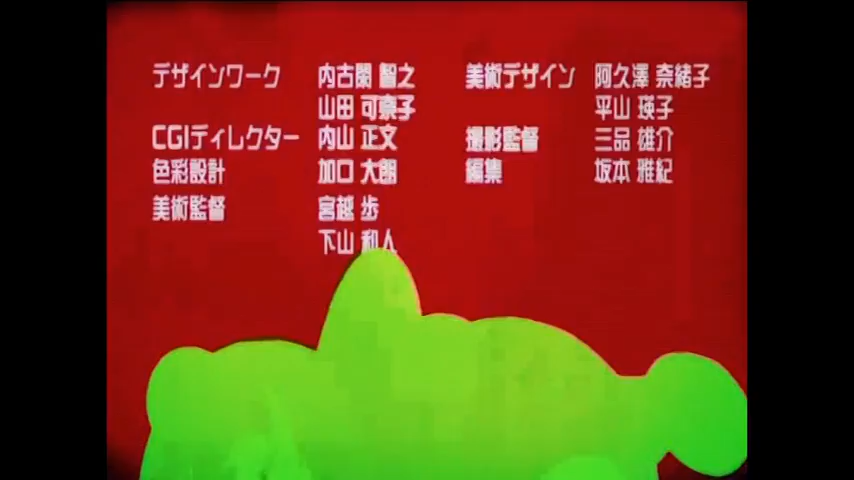 デザインワーク 内古閑 智之
山田 可奈子
CGIディレクター 内山 正文
色彩設計 加口 大朗
美術監督 宮越 歩
下山 和人
美術デザイン 阿久澤 奈緒子
平山 瑛子
撮影監督 三品 雄介
編集 坂本 雅紀